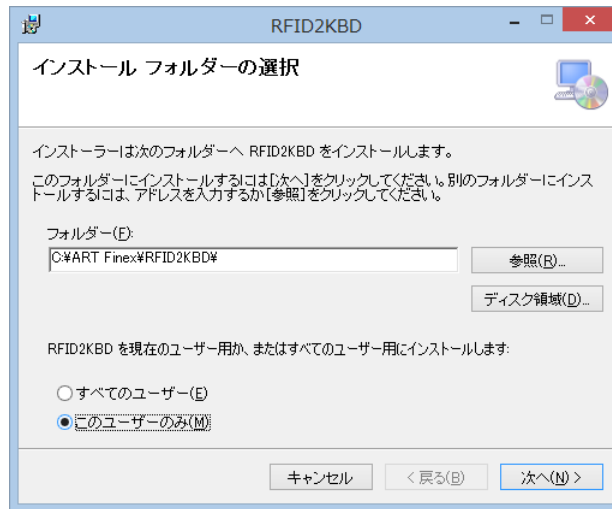 RFID2KBD
インストール フォルダーの選択
インストーラーは次のフォルダーへ RFID2KBD をインストールします。
このフォルダーにインストールするには[次へ]をクリックしてください。別のフォルダーにインス
トールするには、アドレスを入力するか[参照]をクリックしてください。
フォルダー(F):
C:¥ART Finex¥RFID2KBD¥
参照(R)...
ディスク領域(D)...
RFID2KBD を現在のユーザー用か、またはすべてのユーザー用にインストールします:
すべてのユーザー(E)
このユーザーのみ(M)
キャンセル
< 戻る(B)
次へ(N) >